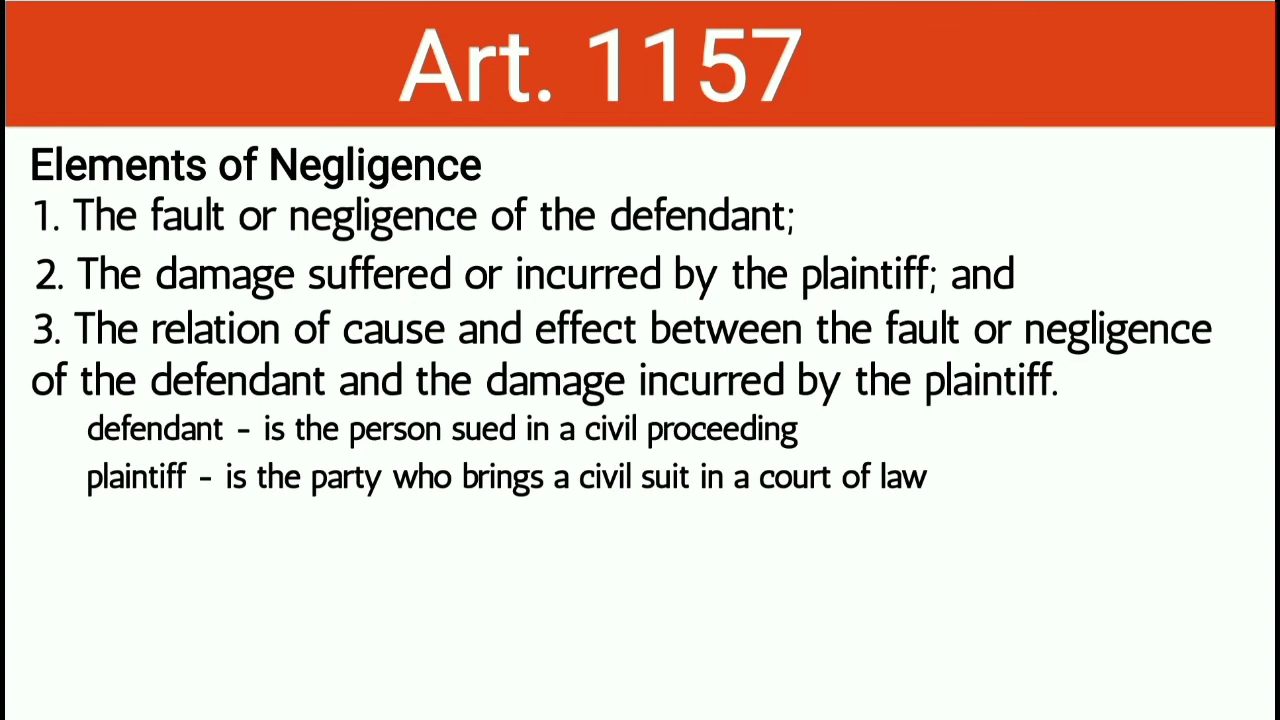 Art. 1157
Elements of Negligence
1. The fault or negligence of the defendant;
2. The damage suffered or incurred by the plaintiff; and
3. The relation of cause and effect between the fault or negligence
of the defendant and the damage incurred by the plaintiff.
defendant - is the person sued in a civil proceeding
plaintiff - is the party who brings a civil suit in a court of law